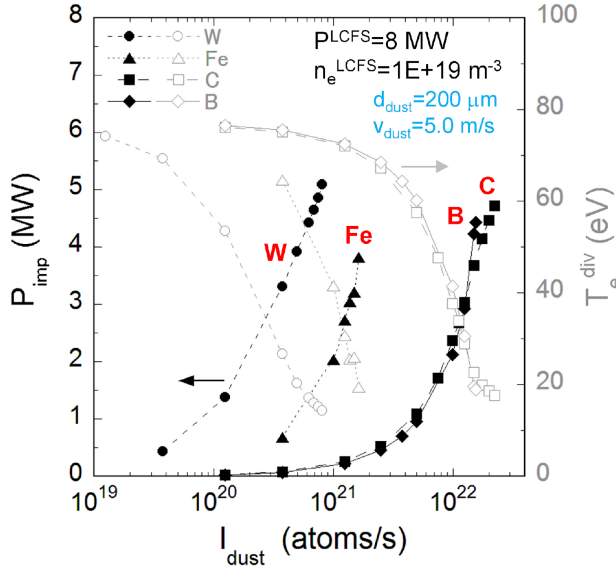 W
Fe
C
B
P^LCFS=8 MW
n_e^LCFS=1E+19 m^-3
d_dust=200 μm
v_dust=5.0 m/s
W
Fe
B
C
8
7
6
5
4
3
2
1
0
P_imp (MW)
100
80
60
40
20
0
T_e^div (eV)
10^19
10^20
10^21
10^22
I_dust (atoms/s)